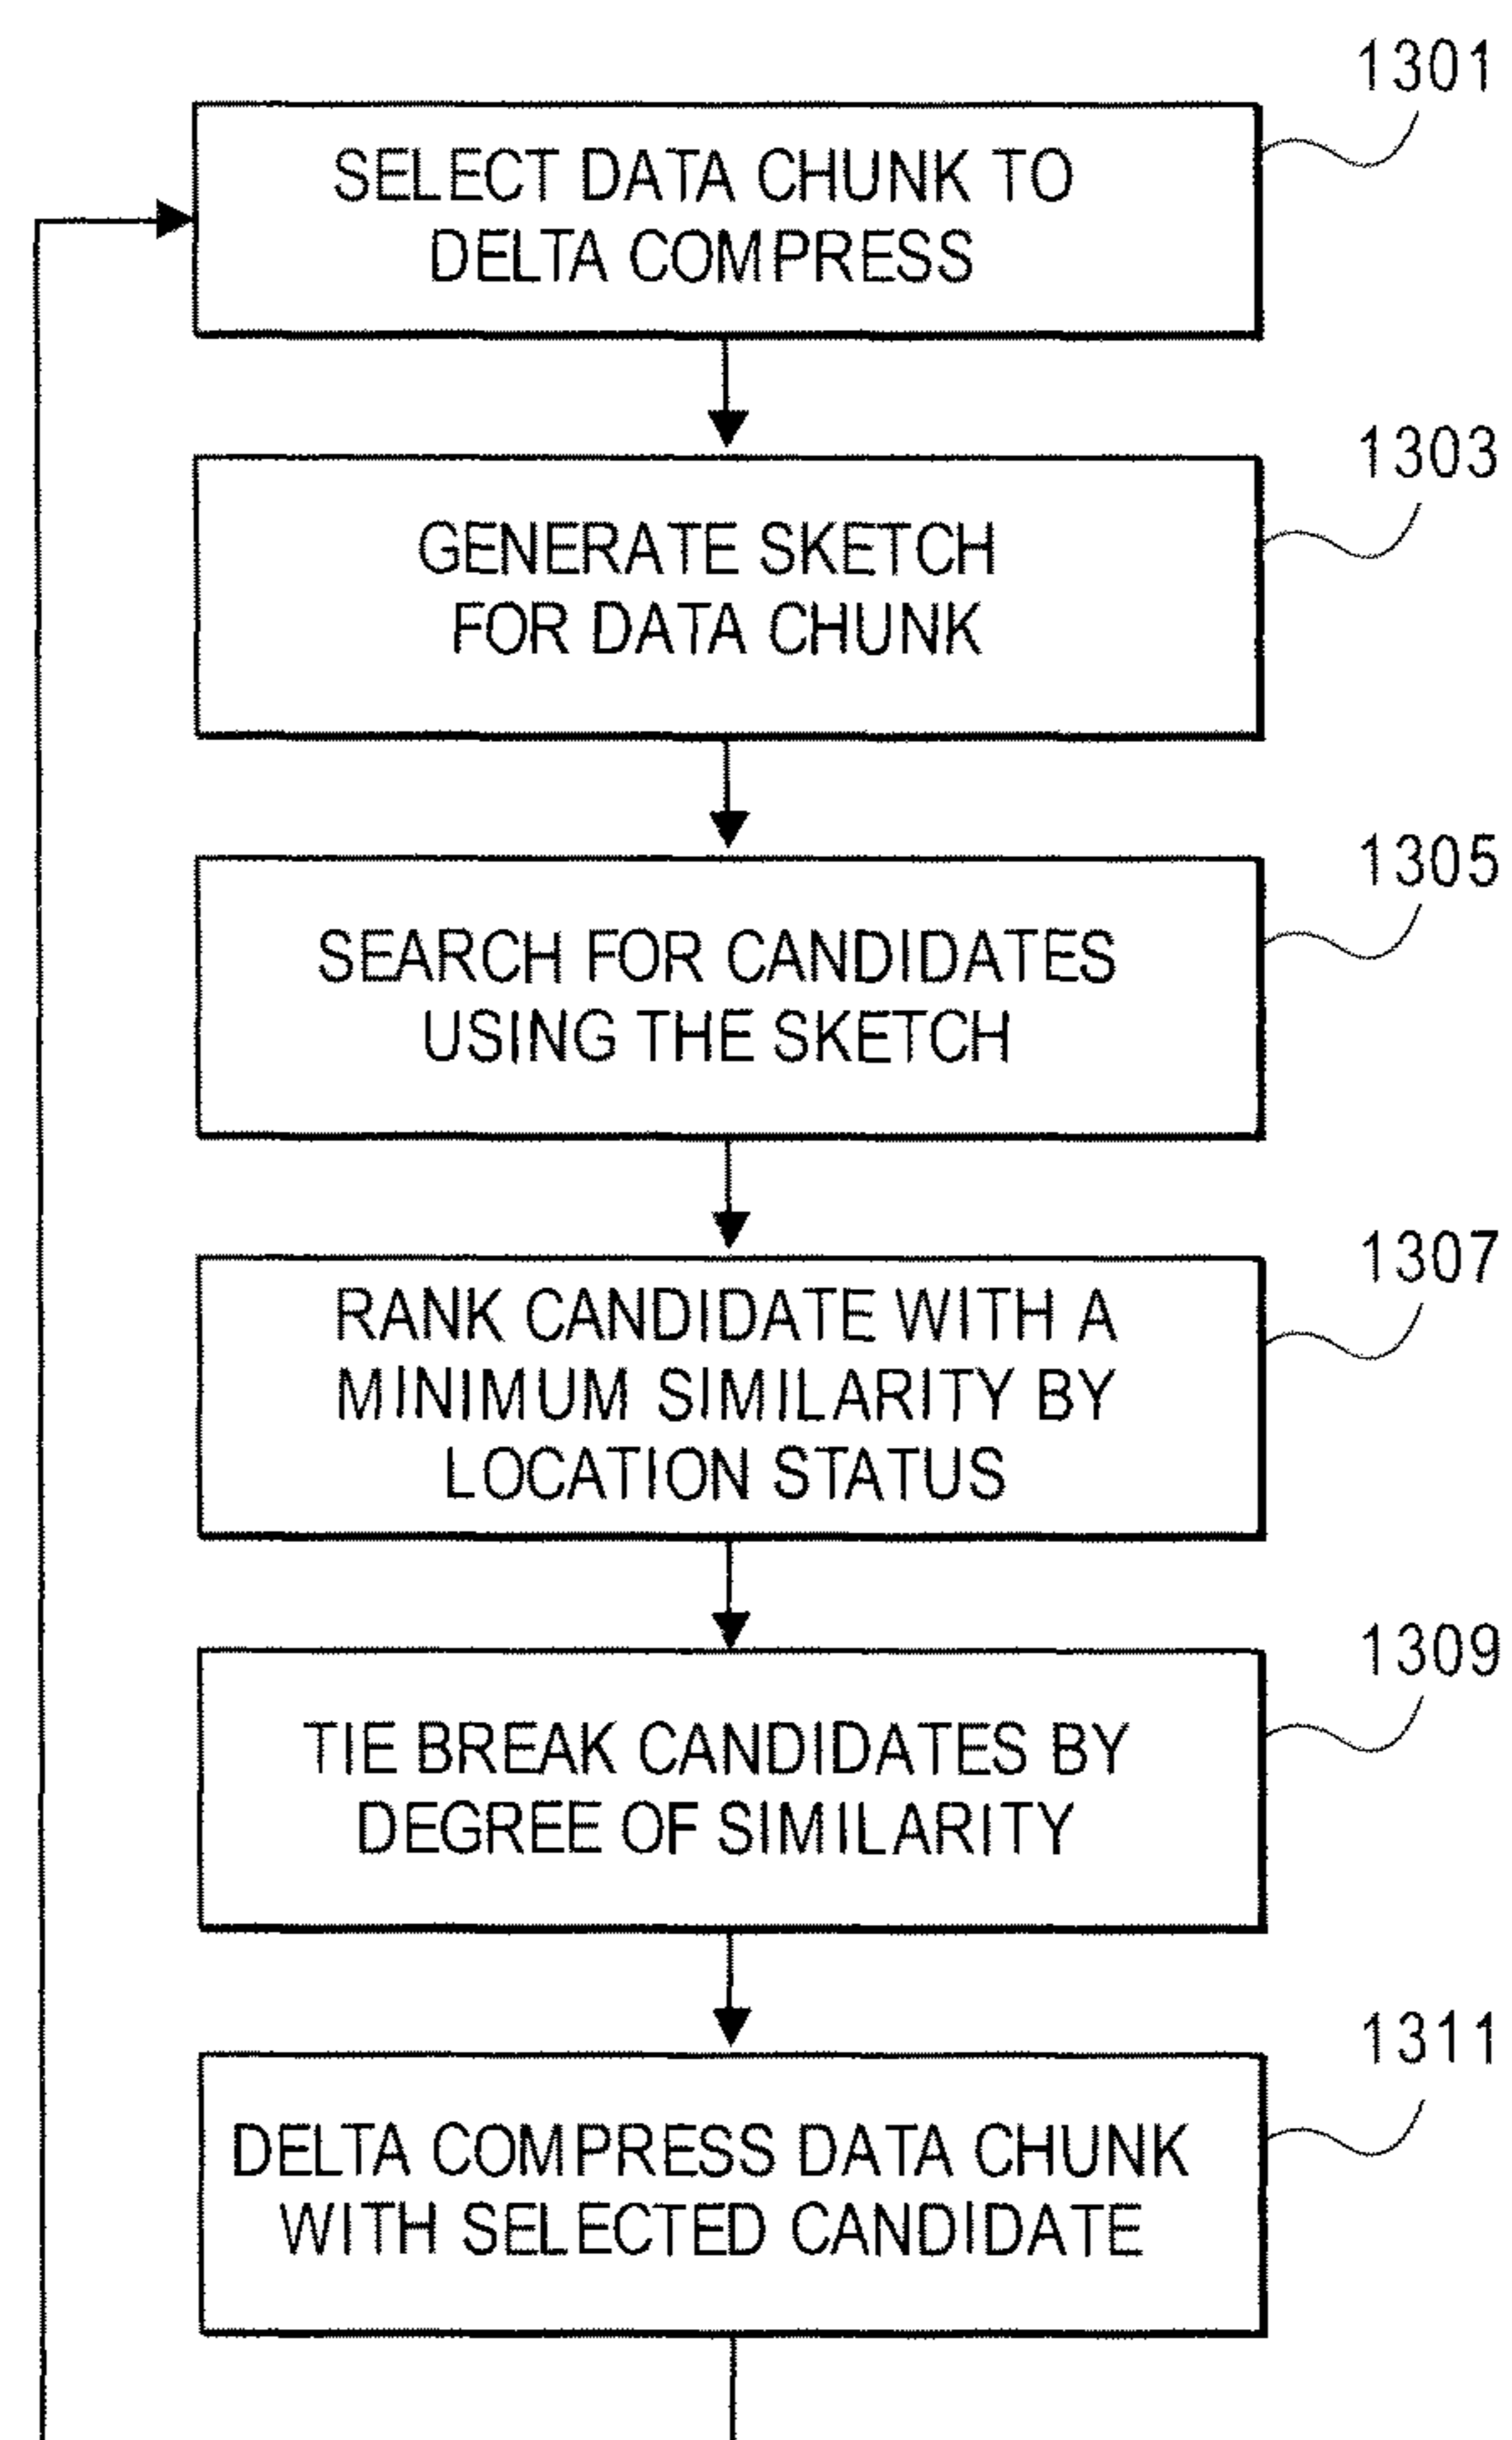 1301
SELECT DATA CHUNK TO
DELTA COMPRESS
1303
GENERATE SKETCH
FOR DATA CHUNK
1305
SEARCH FOR CANDIDATES
USING THE SKETCH
1307
RANK CANDIDATE WITH A
MINIMUM SIMILARITY BY
LOCATION STATUS
1309
TIE BREAK CANDIDATES BY
DEGREE OF SIMILARITY
1311
DELTA COMPRESS DATA CHUNK
WITH SELECTED CANDIDATE